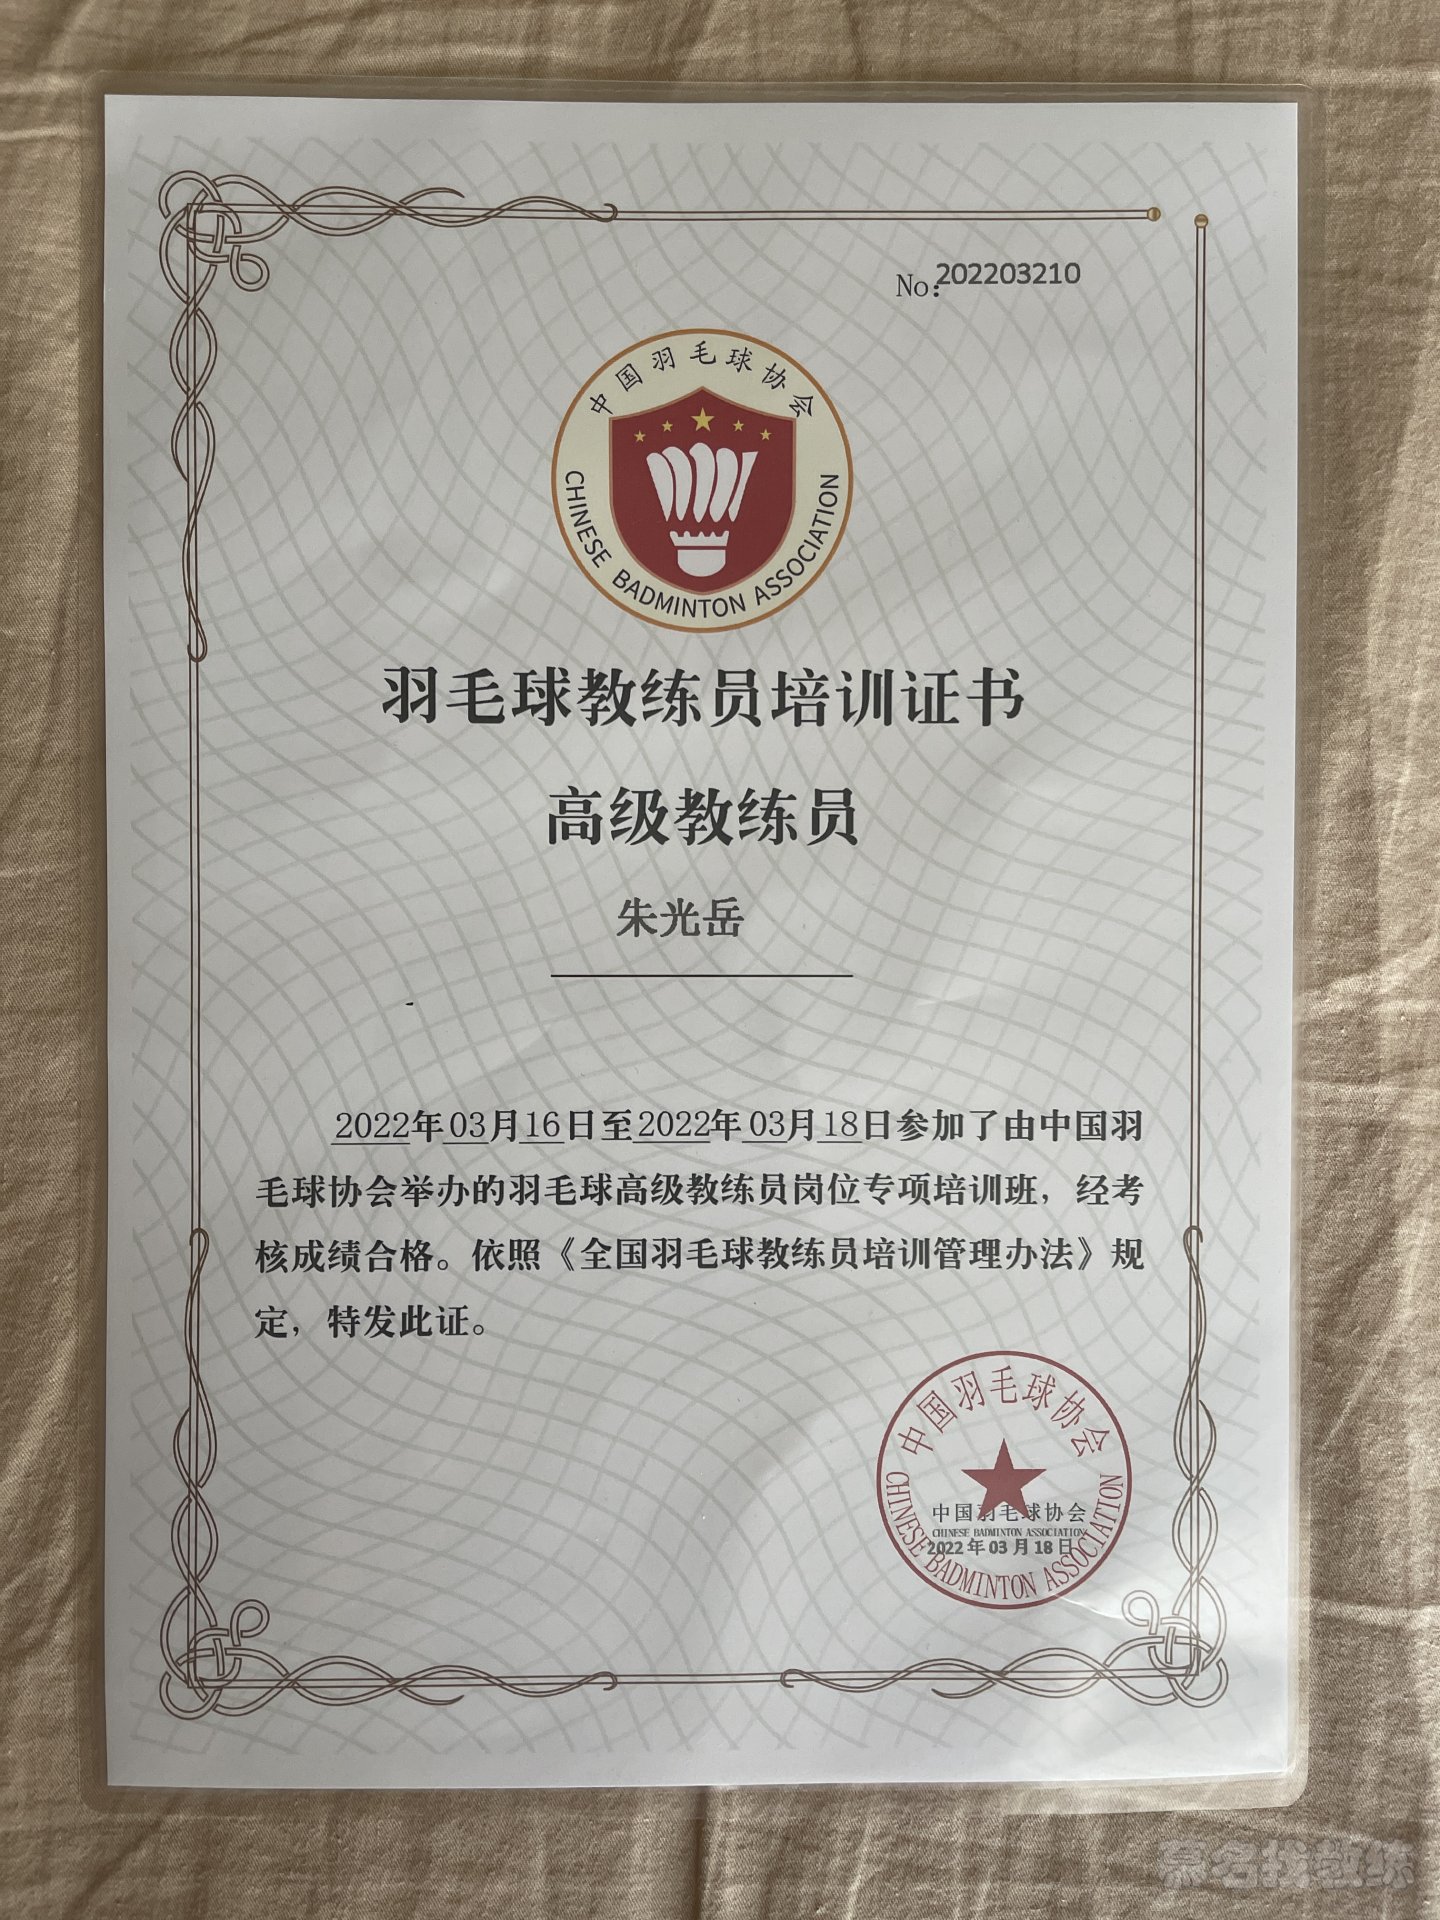 No:202203210
中国羽毛球协会
CHINESE BADMINTON ASSOCIATION
羽毛球教练员培训证书
高级教练员
朱光岳
2022年03月16日至2022年03月18日参加了由中国羽
毛球协会举办的羽毛球高级教练员岗位专项培训班，经考
核成绩合格。依照《全国羽毛球教练员培训管理办法》规
定，特发此证。
中国羽毛球协会
中国羽毛球协会
CHINESE BADMINTON ASSOCIATION
2022年03月18日
CHINESE BADMINTON ASSOCIATION
慕名找教练